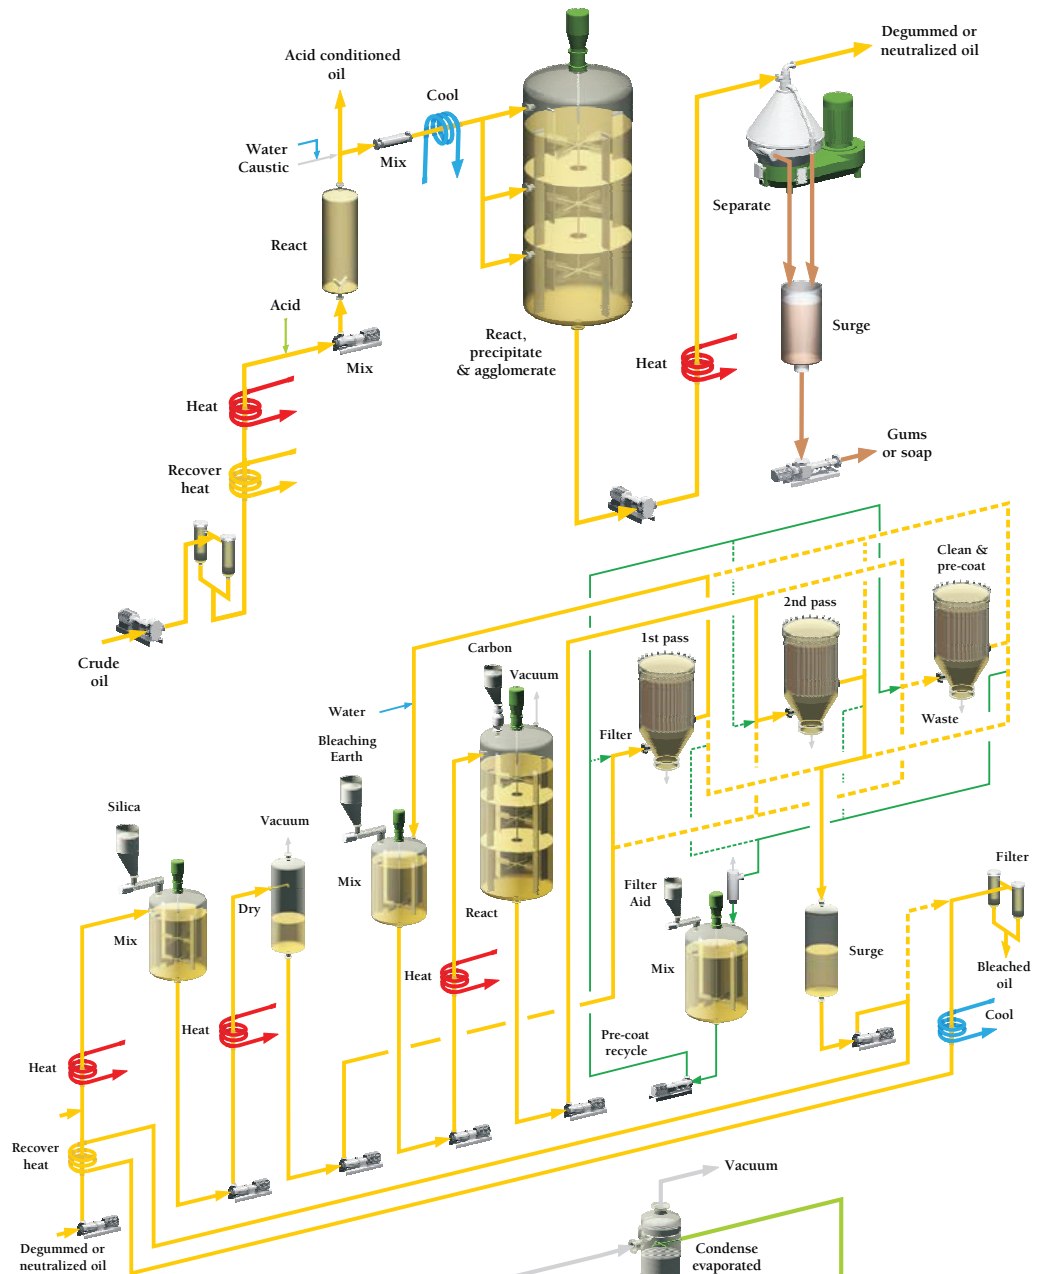 Degummed or
neutralized oil
Acid conditioned
oil
Cool
Water
Caustic
Mix
Separate
React
Acid
Surge
React,
precipitate
& agglomerate
Heat
Mix
Heat
Gums
or soap
Recover
heat
Clean &
pre-coat
2nd pass
1st pass
Carbon
Crude
oil
Vacuum
Water
Waste
Filter
Bleaching
Earth
Silica
Vacuum
Filter
Mix
Filter
Aid
Dry
React
Mix
Surge
Mix
Bleached
oil
Heat
Cool
Heat
Pre-coat
recycle
Heat
Recover
heat
Vacuum
Degummed or
neutralized oil
Condense
evaporated